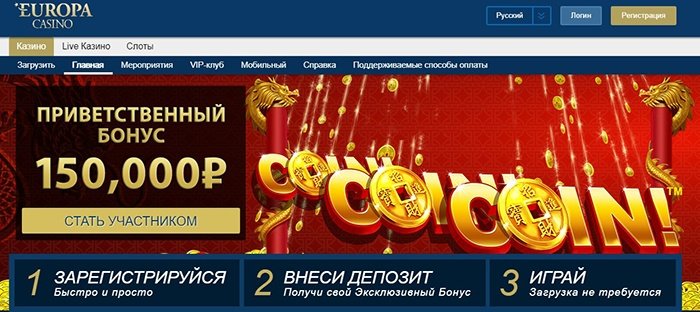 EUROPA
CASINO
Русский
Логин
Регистрация
Казино Live Казино Слоты
Загрузить Главная Мероприятия VIP-клуб Мобильный Справка Поддерживаемые способы оплаты
ПРИВЕТСТВЕННЫЙ
БОНУС
150,000₽
СТАТЬ УЧАСТНИКОМ
COIN! COIN! COIN!™
1 ЗАРЕГИСТРИРУЙСЯ
Быстро и просто
2 ВНЕСИ ДЕПОЗИТ
Получи свой Эксклюзивный Бонус
3 ИГРАЙ
Загрузка не требуется